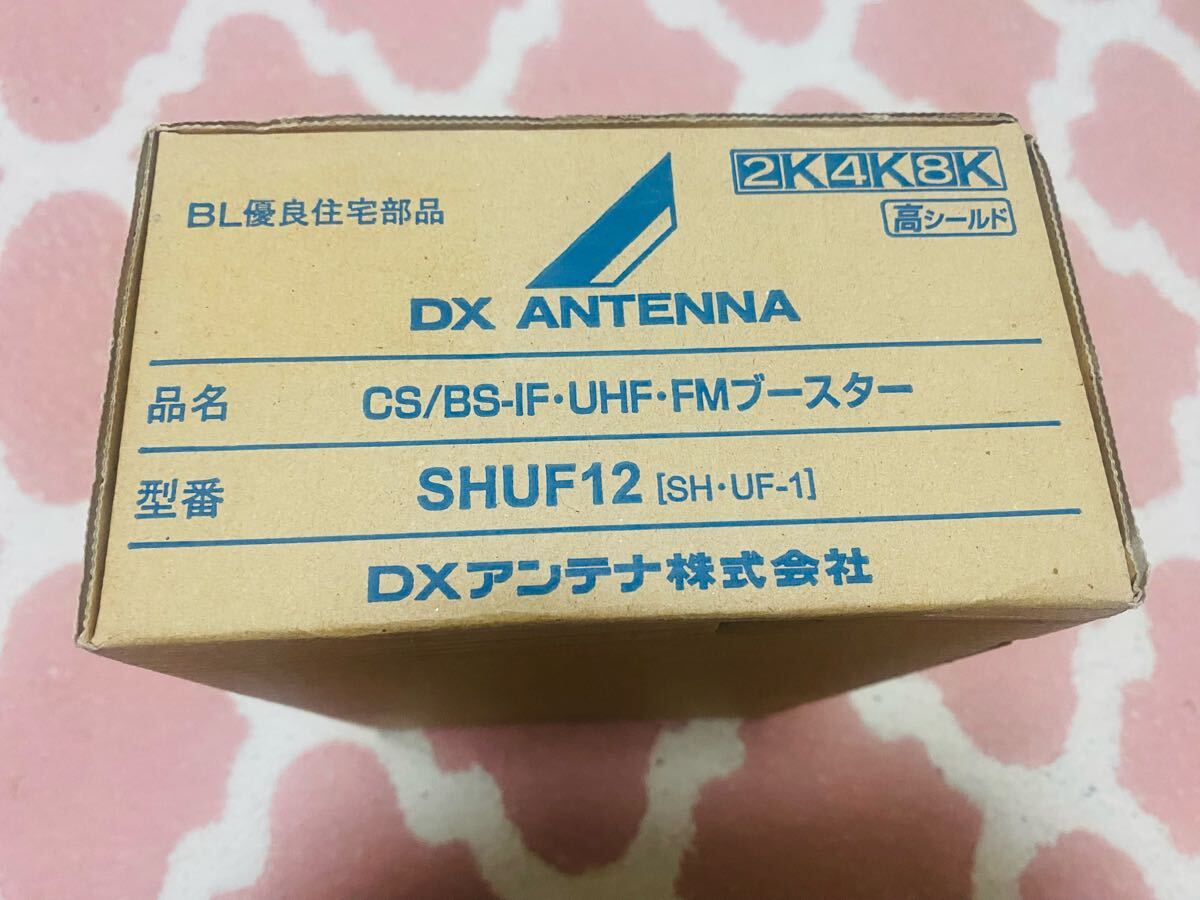 2K4K8K
BL優良住宅部品
高シールド
DX ANTENNA
品名 CS/BS-IF・UHF・FMブースター
型番 SHUF12 [SH・UF-1]
DXアンテナ株式会社